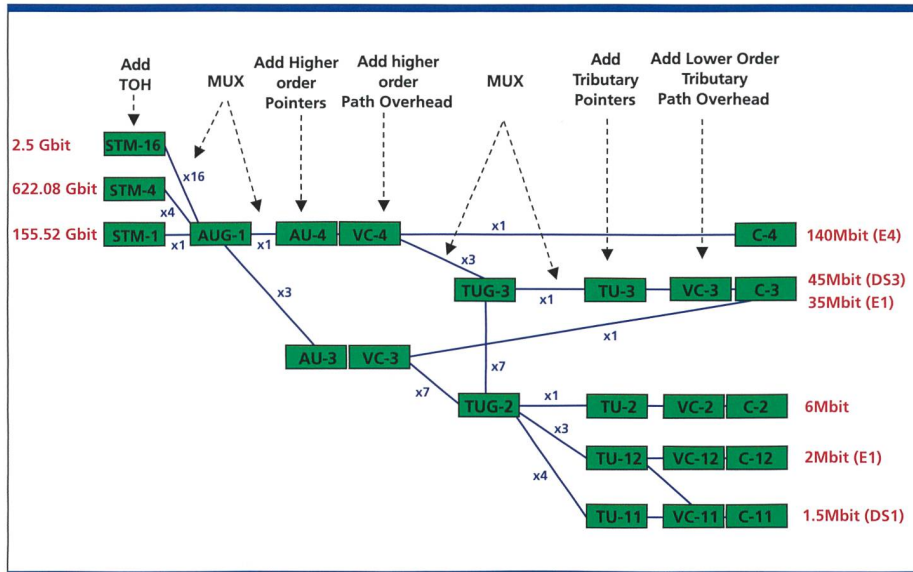 Add
TOH
MUX
Add Higher
order
Pointers
Add higher
order
Path Overhead
MUX
Add
Tributary
Pointers
Add Lower Order
Tributary
Path Overhead
2.5 Gbit
STM-16
x16
622.08 Gbit
STM-4
x4
155.52 Gbit
STM-1
x1
AUG-1
x1
AU-4
VC-4
x1
C-4
140Mbit (E4)
x3
TUG-3
x1
TU-3
VC-3
C-3
45Mbit (DS3)
35Mbit (E1)
x3
x1
AU-3
VC-3
x7
x7
TUG-2
x1
TU-2
VC-2
C-2
6Mbit
x3
TU-12
VC-12
C-12
2Mbit (E1)
x4
TU-11
VC-11
C-11
1.5Mbit (DS1)